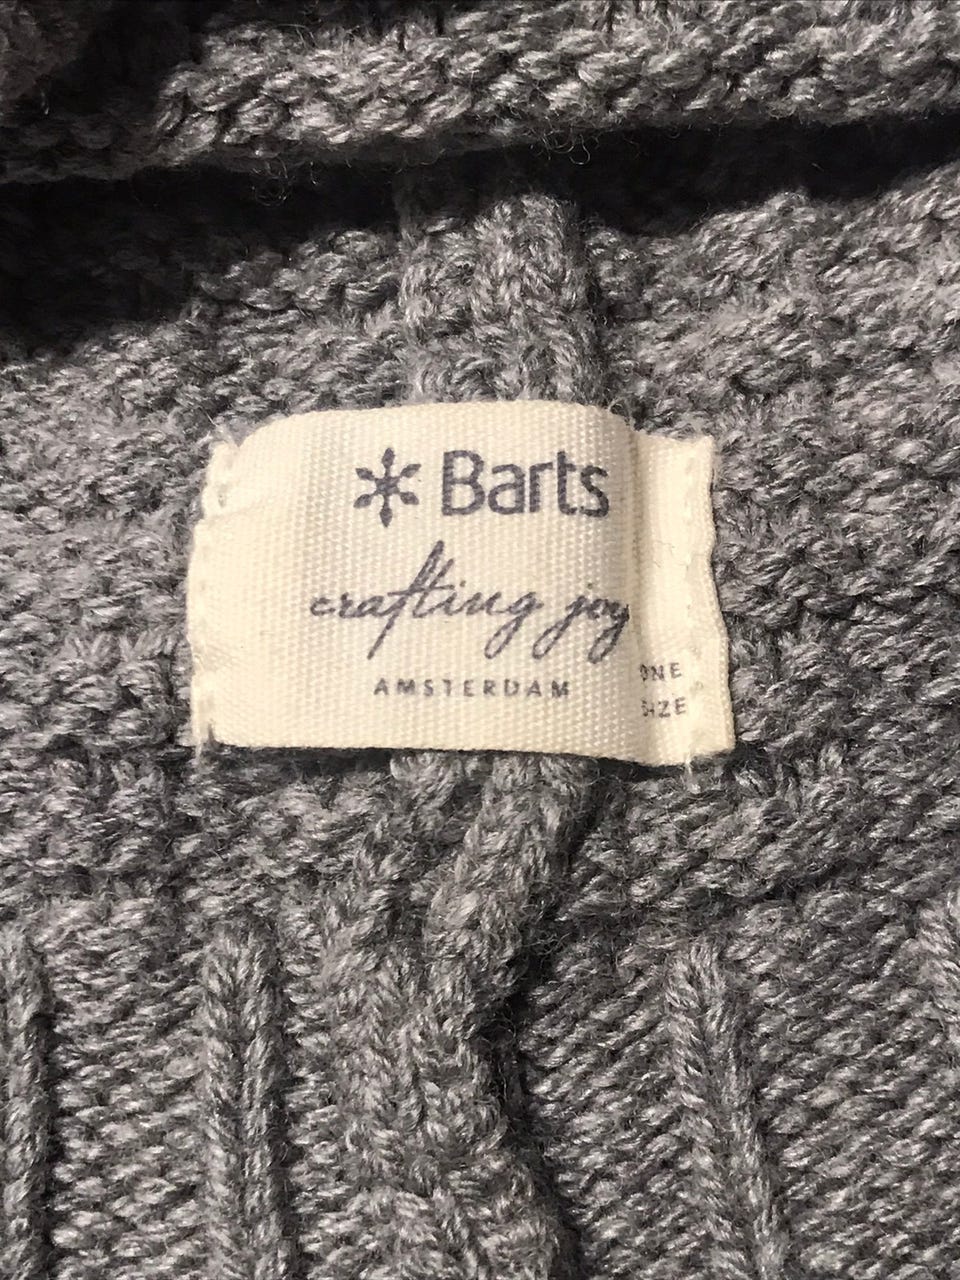 Barts
crafting joy
AMSTERDAM
ONE
SIZE